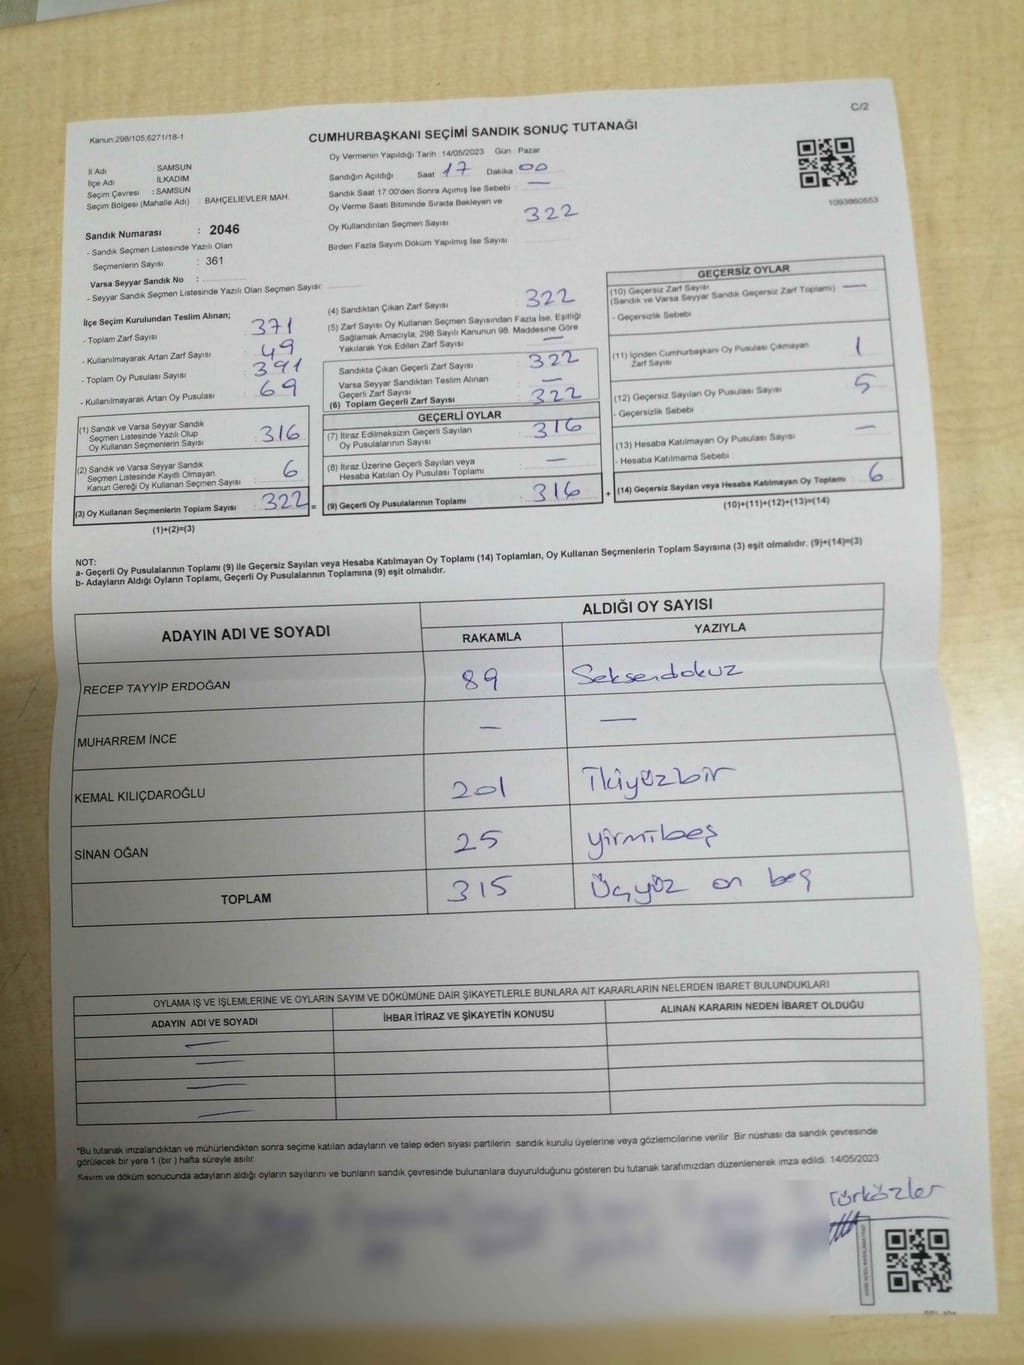 C/2
Kanun;298/105,6271/18-1
CUMHURBAŞKANI SEÇİMİ SANDIK SONUÇ TUTANAĞI
İl Adı : SAMSUN
İlçe Adı : İLKADIM
Seçim Çevresi : SAMSUN
Seçim Bölgesi (Mahalle Adı) : BAHÇELİEVLER MAH.
Sandık Numarası : 2046
- Sandık Seçmen Listesinde Yazılı Olan
Seçmenlerin Sayısı : 361
Varsa Seyyar Sandık No :
- Seyyar Sandık Seçmen Listesinde Yazılı Olan Seçmen Sayısı:
Oy Vermenin Yapıldığı Tarih :14/05/2023 Gün : Pazar
Sandığın Açıldığı Saat 17 Dakika 00
Sandık Saat 17:00'den Sonra Açımış İse Sebebi : —
Oy Verme Saati Bitiminde Sırada Bekleyen ve
Oy Kullandırılan Seçmen Sayısı : 322
Birden Fazla Sayım Döküm Yapılmış İse Sayısı
1093860553
İlçe Seçim Kurulundan Teslim Alınan;
- Toplam Zarf Sayısı : 371
- Kullanılmayarak Artan Zarf Sayısı : 49
- Toplam Oy Pusulası Sayısı : 391
- Kullanılmayarak Artan Oy Pusulası : 69
(1) Sandık ve Varsa Seyyar Sandık
Seçmen Listesinde Yazılı Olup
Oy Kullanan Seçmenlerin Sayısı : 316
(2) Sandık ve Varsa Seyyar Sandık
Seçmen Listesinde Kayıtlı Olmayan,
Kanun Gereği Oy Kullanan Seçmen Sayısı : 6
(3) Oy Kullanan Seçmenlerin Toplam Sayısı : 322
(1)+(2)=(3)
(4) Sandıktan Çıkan Zarf Sayısı : 322
(5) Zarf Sayısı Oy Kullanan Seçmen Sayısından Fazla İse, Eşitliği
Sağlamak Amacıyla; 298 Sayılı Kanunun 98. Maddesine Göre
Yakılarak Yok Edilen Zarf Sayısı : —
Sandıkta Çıkan Geçerli Zarf Sayısı : 322
Varsa Seyyar Sandıktan Teslim Alınan
Geçerli Zarf Sayısı : —
(6) Toplam Geçerli Zarf Sayısı : 322
GEÇERLİ OYLAR
(7) İtiraz Edilmeksizin Geçerli Sayılan
Oy Pusulalarının Sayısı : 316
(8) İtiraz Üzerine Geçerli Sayılan veya
Hesaba Katılan Oy Pusulası Toplamı : —
= (9) Geçerli Oy Pusulalarının Toplamı : 316
GEÇERSİZ OYLAR
(10) Geçersiz Zarf Sayısı
(Sandık ve Varsa Seyyar Sandık Geçersiz Zarf Toplamı) : —
- Geçersizlik Sebebi
(11) İçinden Cumhurbaşkanı Oy Pusulası Çıkmayan
Zarf Sayısı : 1
(12) Geçersiz Sayılan Oy Pusulası Sayısı : 5
- Geçersizlik Sebebi
(13) Hesaba Katılmayan Oy Pusulası Sayısı : —
- Hesaba Katılmama Sebebi
+ (14) Geçersiz Sayılan veya Hesaba Katılmayan Oy Toplamı : 6
(10)+(11)+(12)+(13)=(14)
NOT:
a- Geçerli Oy Pusulalarının Toplamı (9) ile Geçersiz Sayılan veya Hesaba Katılmayan Oy Toplamı (14) Toplamları, Oy Kullanan Seçmenlerin Toplam Sayısına (3) eşit olmalıdır. (9)+(14)=(3)
b- Adayların Aldığı Oyların Toplamı, Geçerli Oy Pusulalarının Toplamına (9) eşit olmalıdır.
ADAYIN ADI VE SOYADI
ALDIĞI OY SAYISI
RAKAMLA YAZIYLA
RECEP TAYYİP ERDOĞAN 89 Seksendokuz
MUHARREM İNCE — —
KEMAL KILIÇDAROĞLU 201 İkiyüzbir
SİNAN OĞAN 25 yirmibeş
TOPLAM 315 Üçyüz on beş
OYLAMA İŞ VE İŞLEMLERİNE VE OYLARIN SAYIM VE DÖKÜMÜNE DAİR ŞİKAYETLERLE BUNLARA AİT KARARLARIN NELERDEN İBARET BULUNDUKLARI
ADAYIN ADI VE SOYADI İHBAR İTİRAZ VE ŞİKAYETİN KONUSU ALINAN KARARIN NEDEN İBARET OLDUĞU
—
—
—
—
*Bu tutanak imzalandıktan ve mühürlendikten sonra seçime katılan adayların ve talep eden siyasi partilerin sandık kurulu üyelerine veya gözlemcilerine verilir. Bir nüshası da sandık çevresinde
görülecek bir yere 1 (bir ) hafta süreyle asılır.
Sayım ve döküm sonucunda adayların aldığı oyların sayılarını ve bunların sandık çevresinde bulunanlara duyurulduğunu gösteren bu tutanak tarafımızdan düzenlenerek imza edildi. 14/05/2023
Türközler